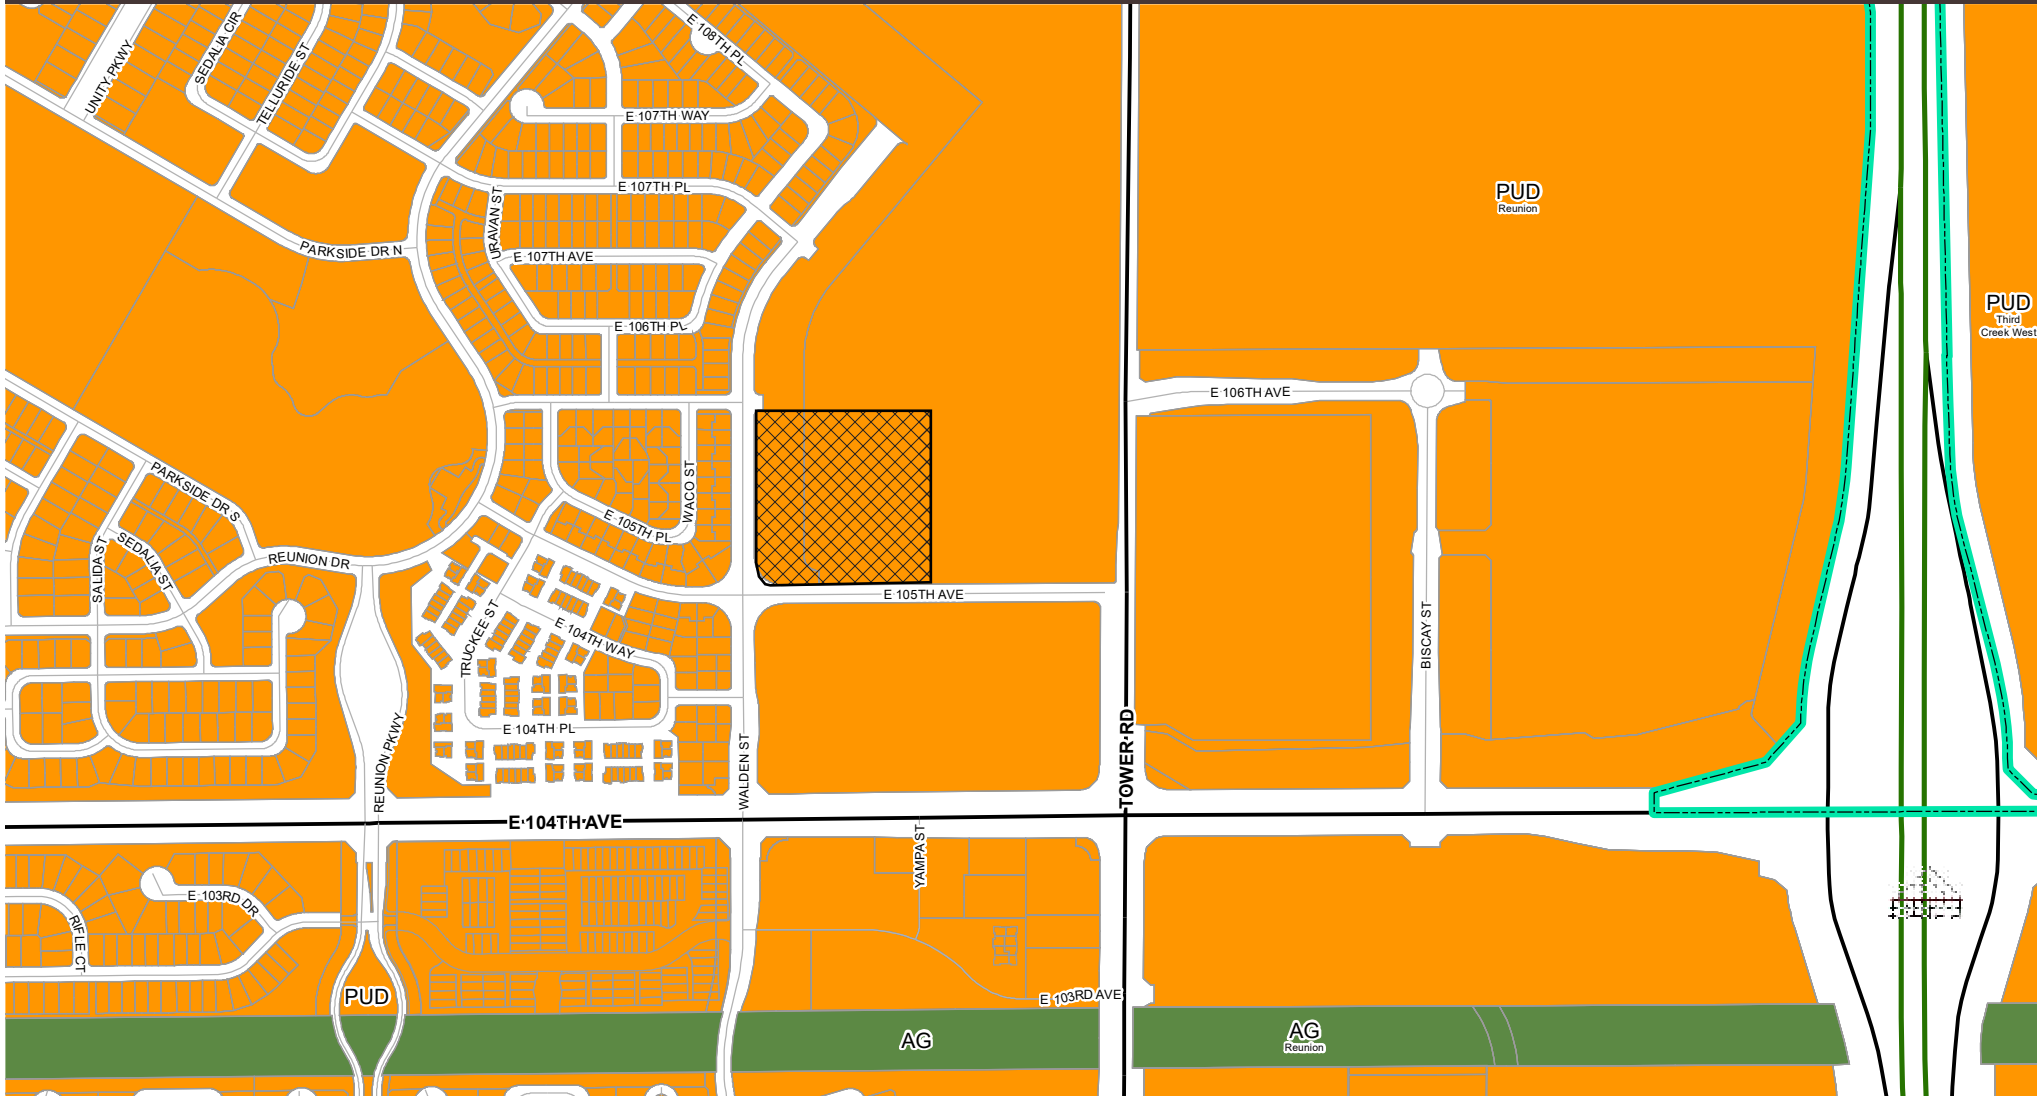 E 108TH PL
SEDALIA CIR
UNITY PKWY
TELLURIDE ST
E 107TH WAY
E 107TH PL
PUD
Reunion
URAVAN ST
PARKSIDE DR N
E 107TH AVE
PUD
Third
Creek West
E 106TH PL
E 106TH AVE
PARKSIDE DR S
WACO ST
E 105TH PL
SEDALIA ST
SALIDA ST
REUNION DR
E 105TH AVE
TRUCKEE ST
E 104TH WAY
BISCAY ST
E 104TH PL
REUNION PKWY
WALDEN ST
TOWER RD
E 104TH AVE
YAMPA ST
E 103RD DR
RIFLE CT
PUD
E 103RD AVE
AG
AG
Reunion